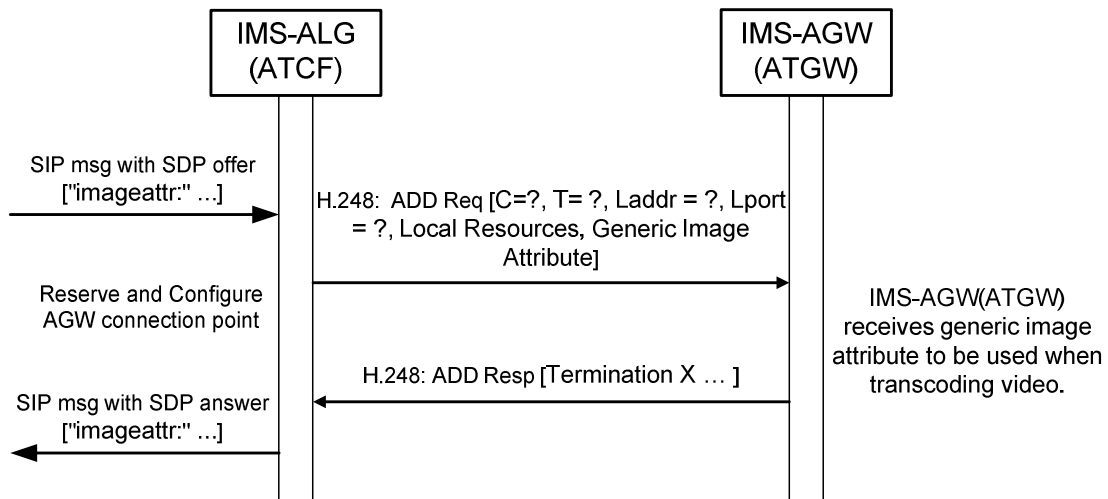 IMS-ALG
(ATCF)
IMS-AGW
(ATGW)
SIP msg with SDP offer
["imageattr:" ...]
H.248: ADD Req [C=?, T= ?, Laddr = ?, Lport
= ?, Local Resources, Generic Image
Attribute]
Reserve and Configure
AGW connection point
IMS-AGW(ATGW)
receives generic image
attribute to be used when
transcoding video.
H.248: ADD Resp [Termination X … ]
SIP msg with SDP answer
["imageattr:" ...]